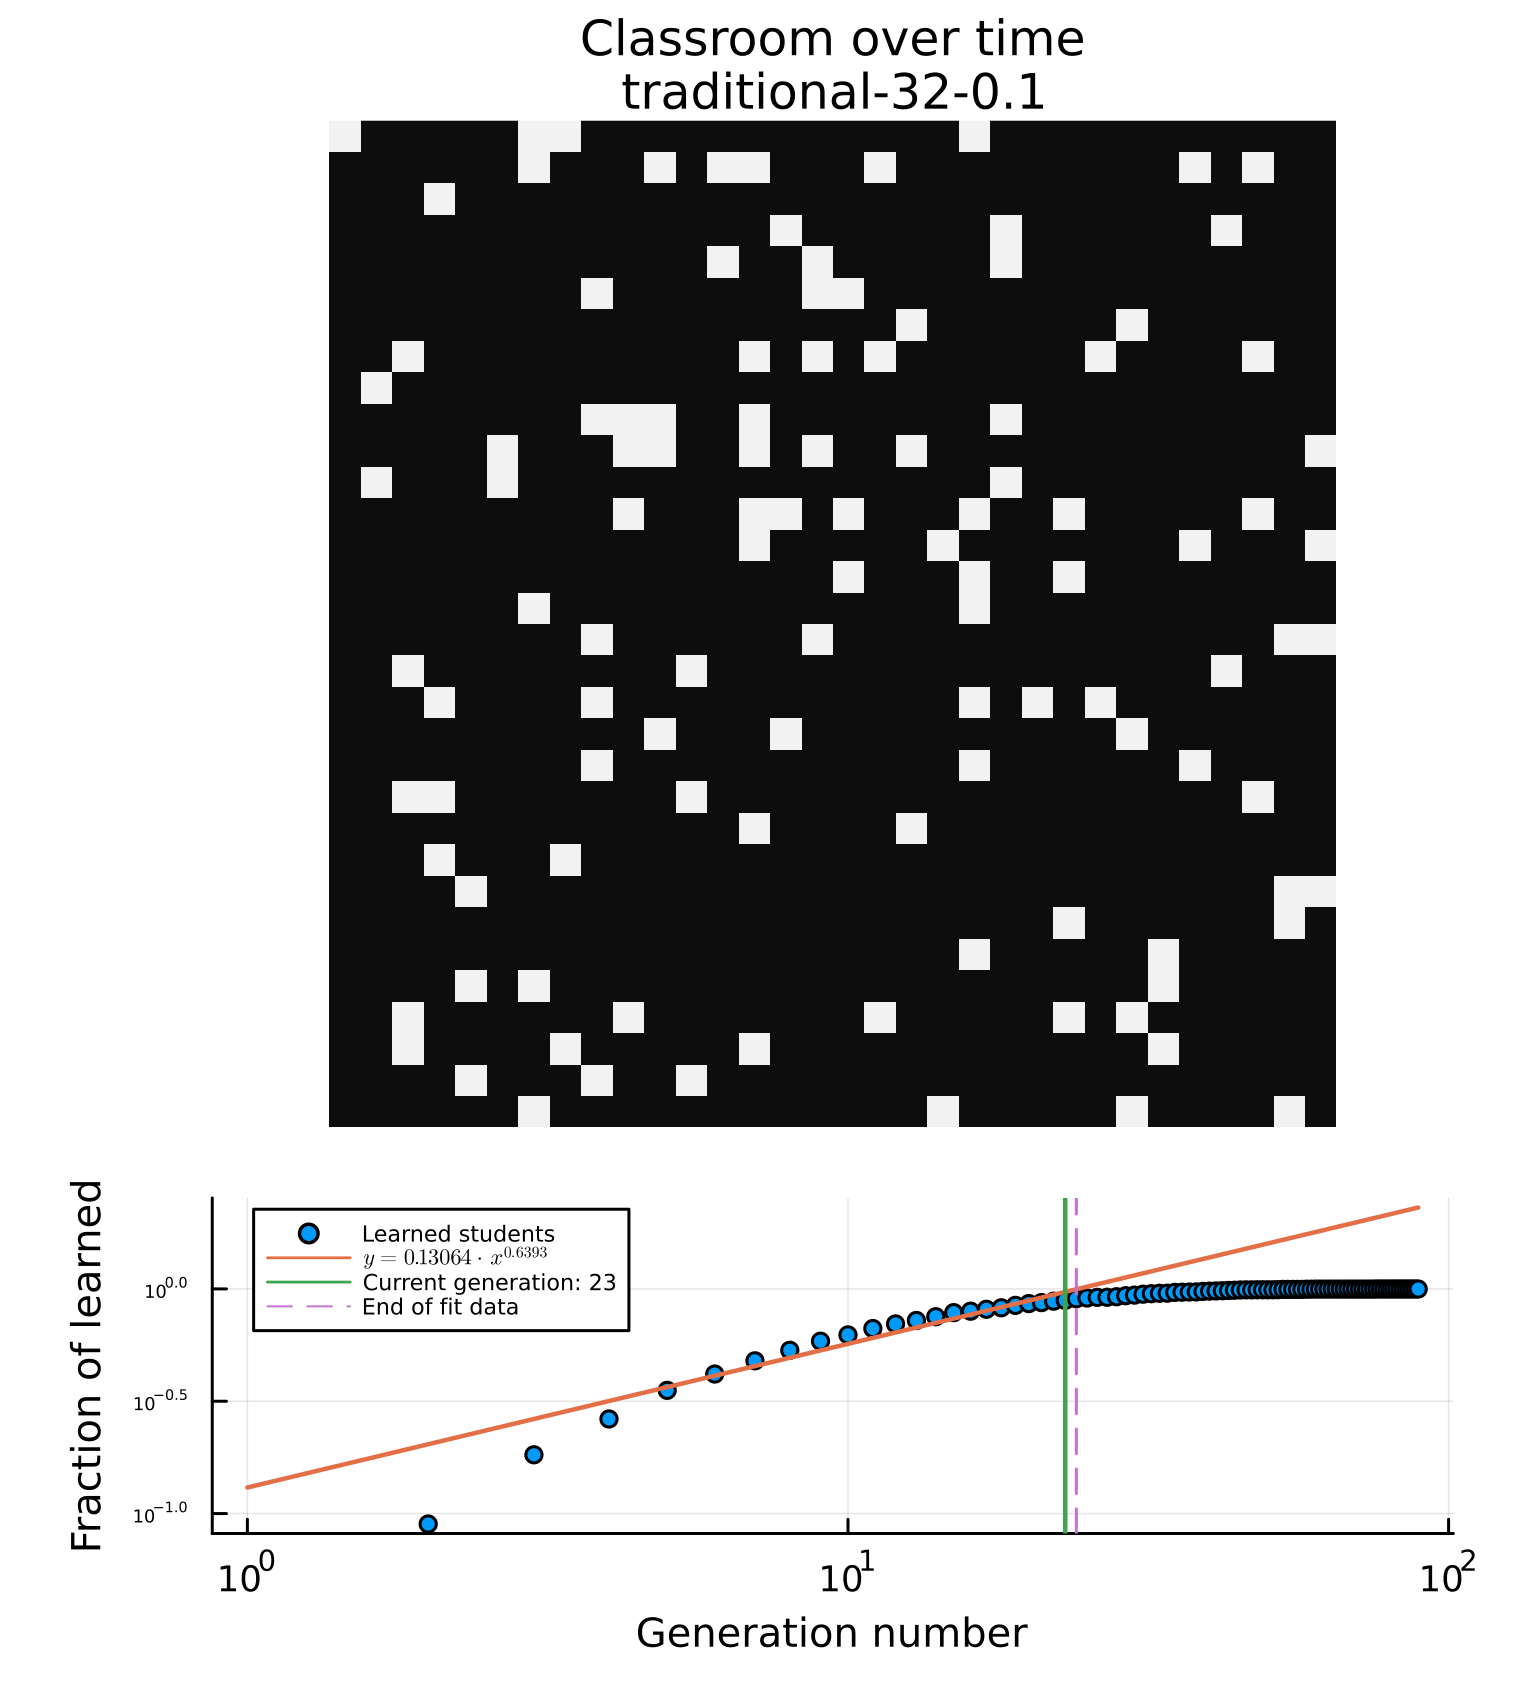 Classroom over time
traditional-32-0.1
Fraction of learned
Learned students
y = 0.13064 · x^0.6393
Current generation: 23
End of fit data
10^0.0
10^−0.5
10^−1.0
10^0 10^1 10^2
Generation number